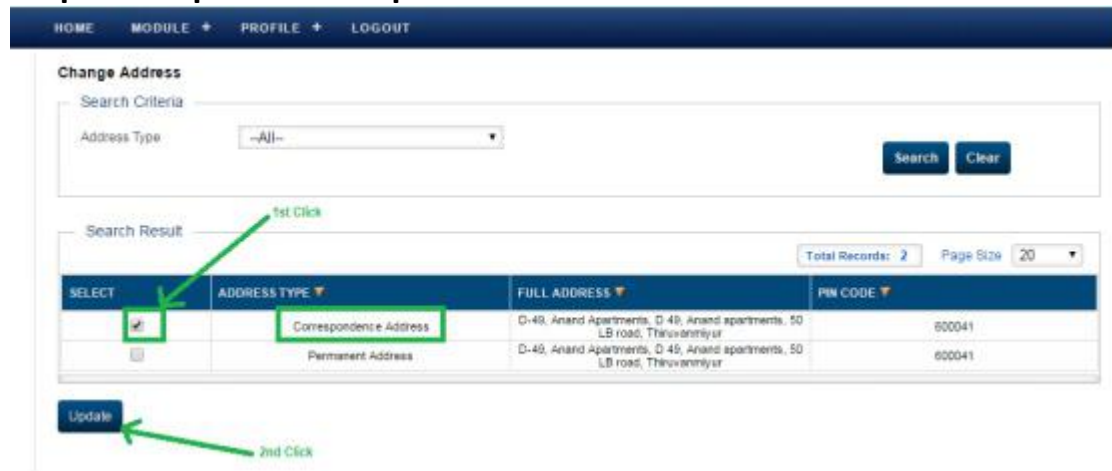 HOME MODULE + PROFILE + LOGOUT
Change Address
Search Criteria
Address Type --All-- Search Clear
1st Click
Search Result
Total Records: 2 Page Size 20
SELECT ADDRESS TYPE FULL ADDRESS PIN CODE
Correspondence Address D-49, Anand Apartments, D 49, Anand apartments, 50 LB road, Thiruvanmiyur 600041
Permanent Address D-49, Anand Apartments, D 49, Anand apartments, 50 LB road, Thiruvanmiyur 600041
Update
2nd Click